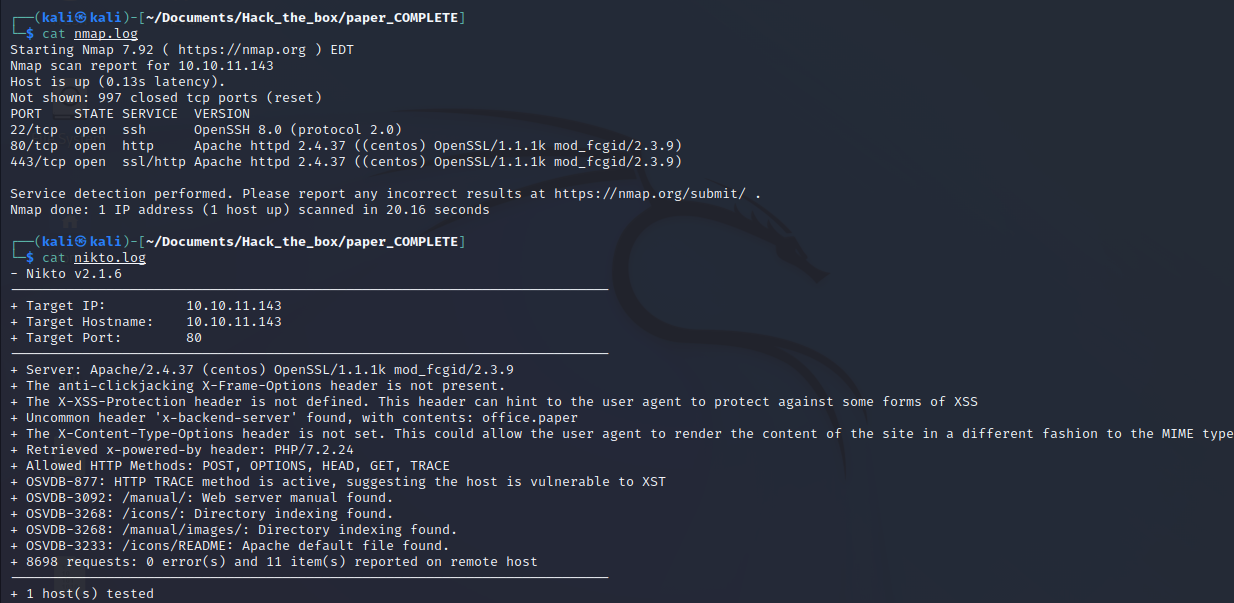 ┌──(kali㉿kali)-[~/Documents/Hack_the_box/paper_COMPLETE]
└─$ cat nmap.log
Starting Nmap 7.92 ( https://nmap.org ) EDT
Nmap scan report for 10.10.11.143
Host is up (0.13s latency).
Not shown: 997 closed tcp ports (reset)
PORT    STATE SERVICE  VERSION
22/tcp  open  ssh      OpenSSH 8.0 (protocol 2.0)
80/tcp  open  http     Apache httpd 2.4.37 ((centos) OpenSSL/1.1.1k mod_fcgid/2.3.9)
443/tcp open  ssl/http Apache httpd 2.4.37 ((centos) OpenSSL/1.1.1k mod_fcgid/2.3.9)
Service detection performed. Please report any incorrect results at https://nmap.org/submit/ .
Nmap done: 1 IP address (1 host up) scanned in 20.16 seconds
┌──(kali㉿kali)-[~/Documents/Hack_the_box/paper_COMPLETE]
└─$ cat nikto.log
- Nikto v2.1.6
+ Target IP:          10.10.11.143
+ Target Hostname:    10.10.11.143
+ Target Port:        80
+ Server: Apache/2.4.37 (centos) OpenSSL/1.1.1k mod_fcgid/2.3.9
+ The anti-clickjacking X-Frame-Options header is not present.
+ The X-XSS-Protection header is not defined. This header can hint to the user agent to protect against some forms of XSS
+ Uncommon header 'x-backend-server' found, with contents: office.paper
+ The X-Content-Type-Options header is not set. This could allow the user agent to render the content of the site in a different fashion to the MIME type
+ Retrieved x-powered-by header: PHP/7.2.24
+ Allowed HTTP Methods: POST, OPTIONS, HEAD, GET, TRACE
+ OSVDB-877: HTTP TRACE method is active, suggesting the host is vulnerable to XST
+ OSVDB-3092: /manual/: Web server manual found.
+ OSVDB-3268: /icons/: Directory indexing found.
+ OSVDB-3268: /manual/images/: Directory indexing found.
+ OSVDB-3233: /icons/README: Apache default file found.
+ 8698 requests: 0 error(s) and 11 item(s) reported on remote host
+ 1 host(s) tested